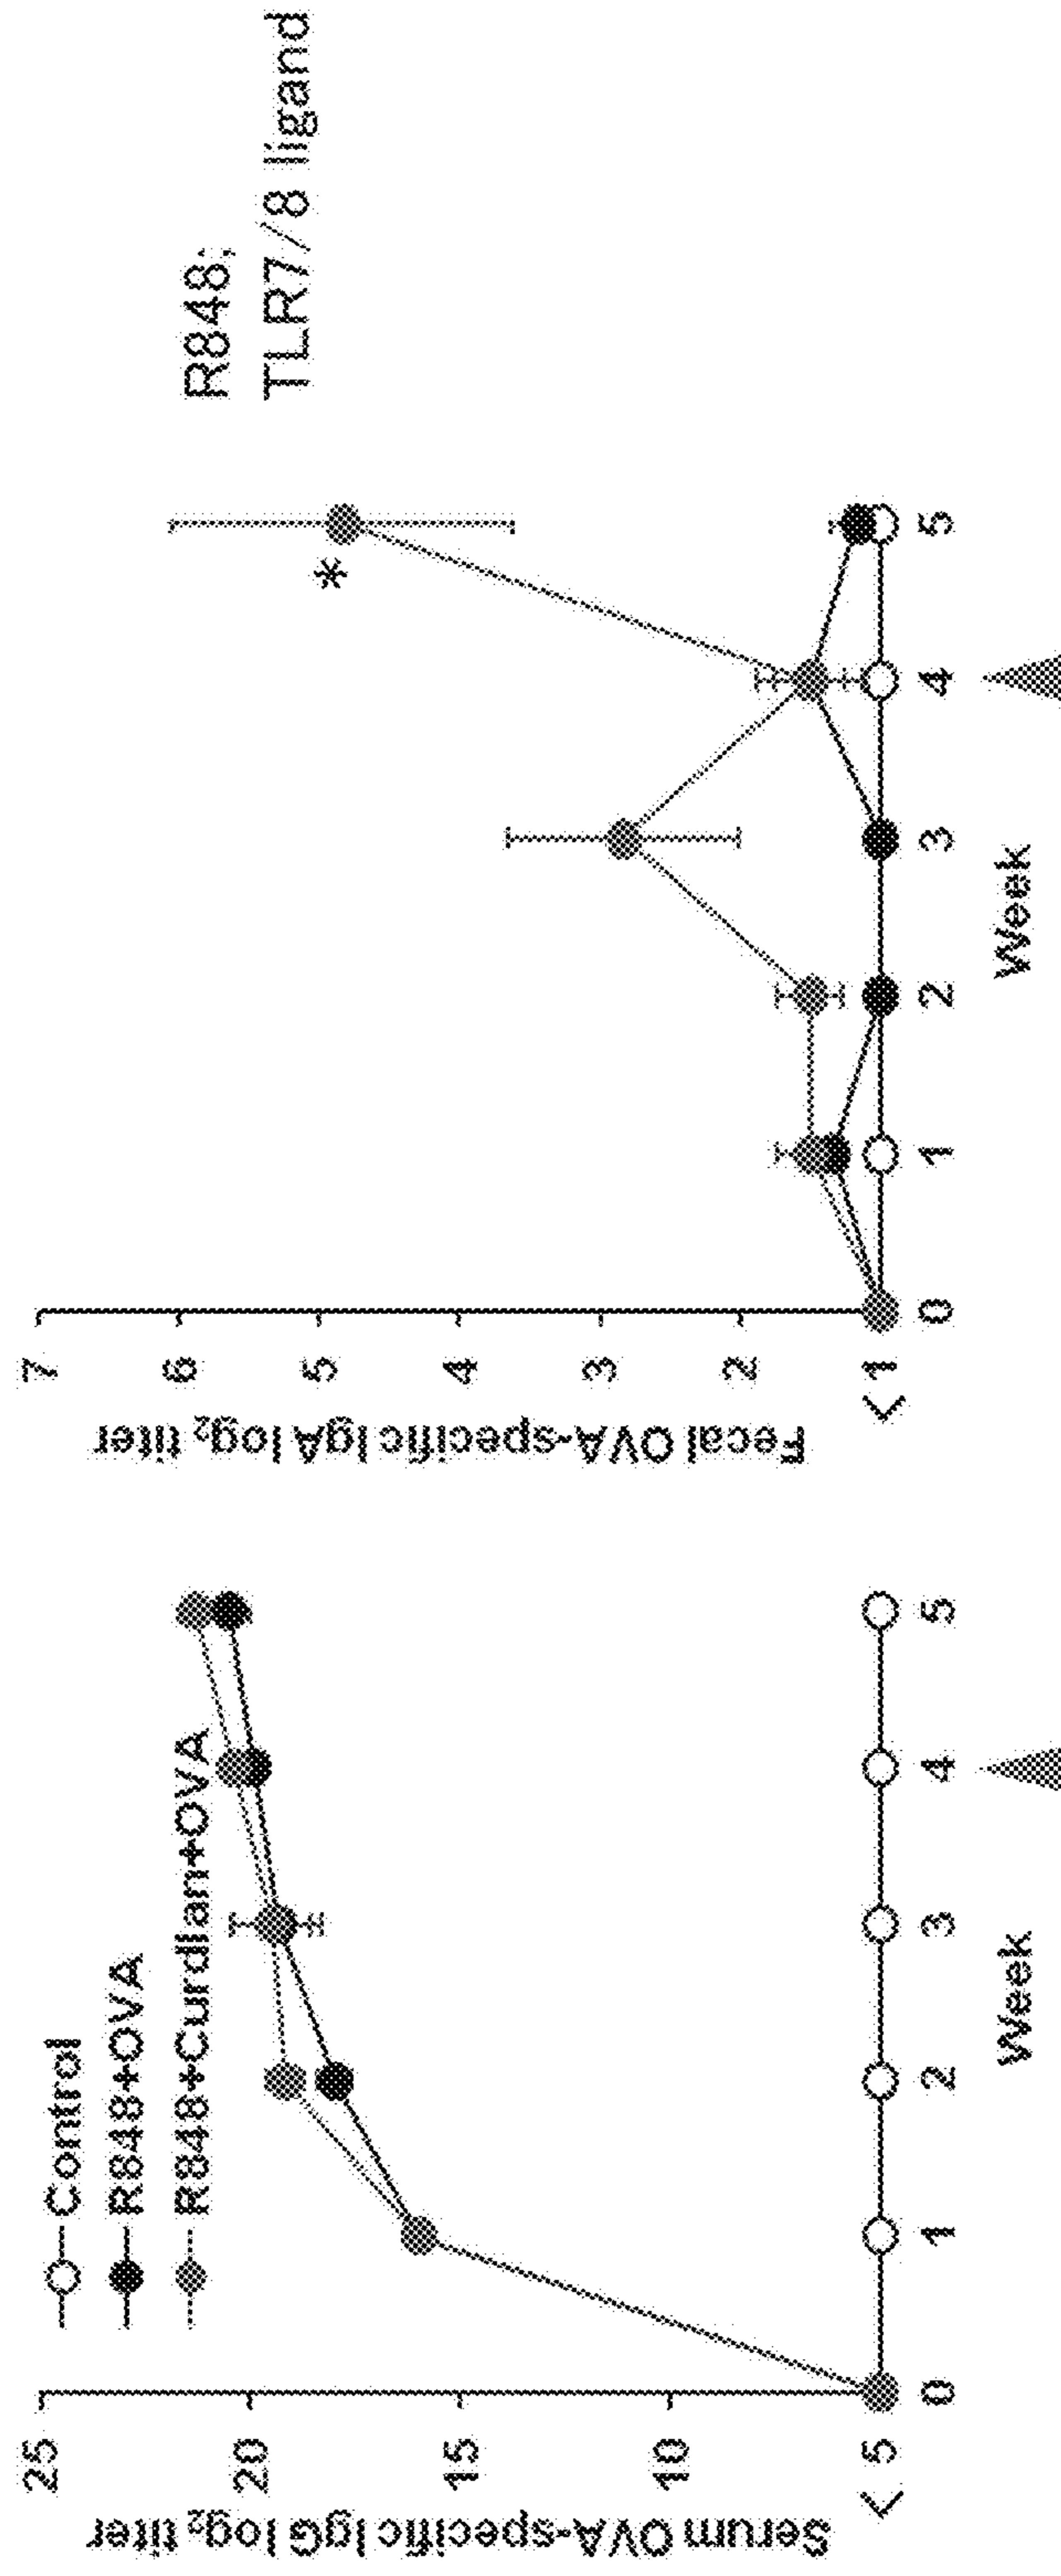 Serum OVA-specific IgG log₂ titer
25
20
15
10
< 5
Control
R848+OVA
R848+Curdlan+OVA
0 1 2 3 4 5
Week
Fecal OVA-specific IgA log₂ titer
7
6
5
4
3
2
< 1
*
0 1 2 3 4 5
Week
R848;
TLR7/8 ligand